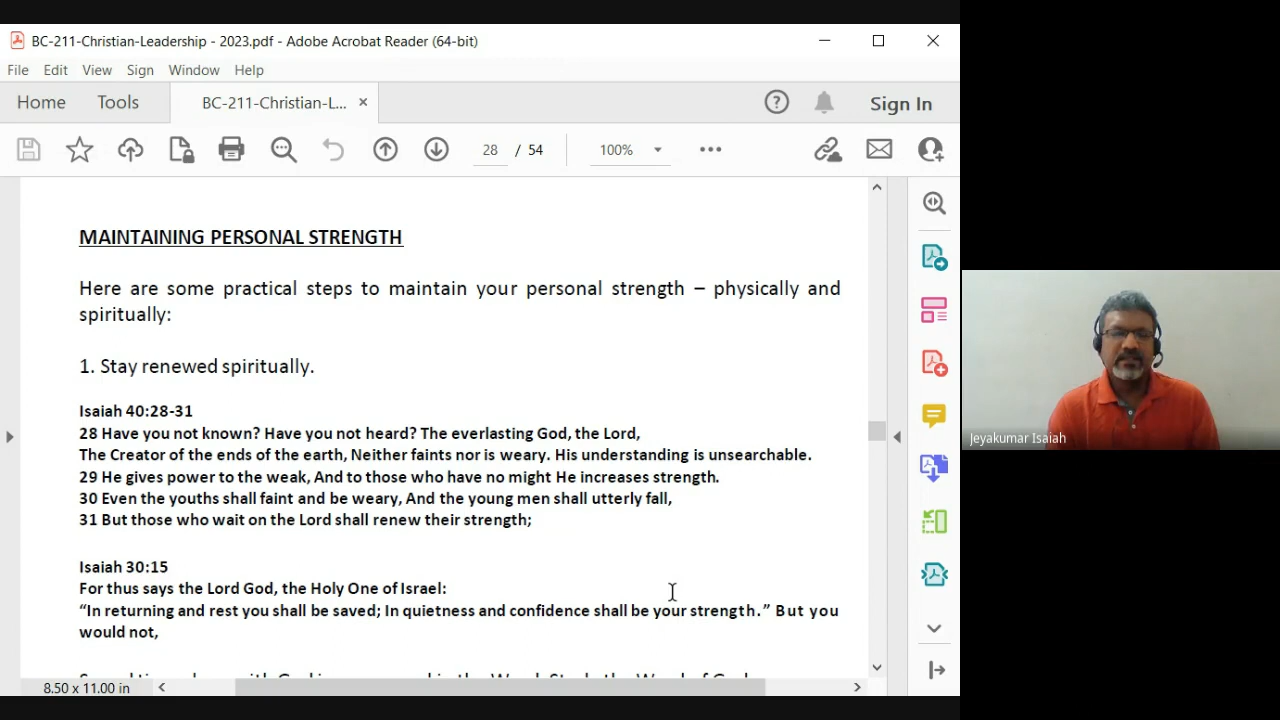 BC-211-Christian-Leadership - 2023.pdf - Adobe Acrobat Reader (64-bit)
File Edit View Sign Window Help
Home Tools BC-211-Christian-L... × Sign In
28 / 54 100%
MAINTAINING PERSONAL STRENGTH
Here are some practical steps to maintain your personal strength – physically and
spiritually:
1. Stay renewed spiritually.
Isaiah 40:28-31
28 Have you not known? Have you not heard? The everlasting God, the Lord,
The Creator of the ends of the earth, Neither faints nor is weary. His understanding is unsearchable.
29 He gives power to the weak, And to those who have no might He increases strength.
30 Even the youths shall faint and be weary, And the young men shall utterly fall,
31 But those who wait on the Lord shall renew their strength;
Isaiah 30:15
For thus says the Lord God, the Holy One of Israel:
“In returning and rest you shall be saved; In quietness and confidence shall be your strength.” But you
would not,
8.50 x 11.00 in
Jeyakumar Isaiah